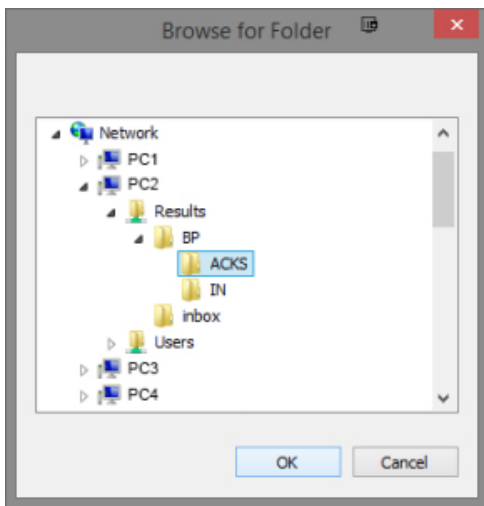 Browse for Folder
Network
PC1
PC2
Results
BP
ACKS
IN
inbox
Users
PC3
PC4
OK Cancel